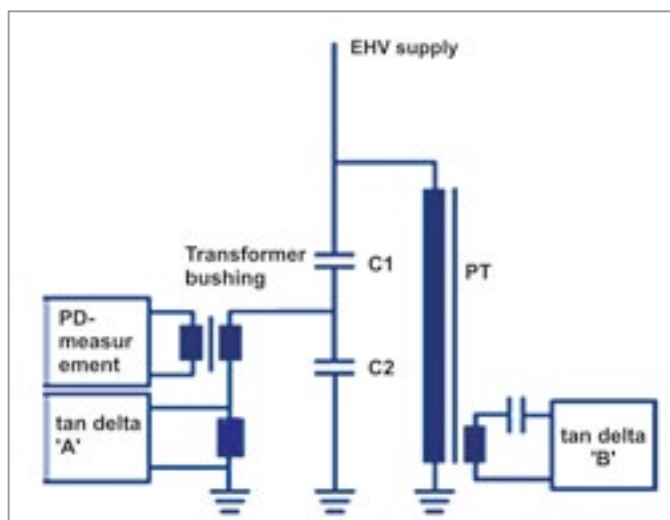 EHV supply
Transformer
bushing
C1
PT
PD-
measur
ement
C2
tan delta
'A'
tan delta
'B'